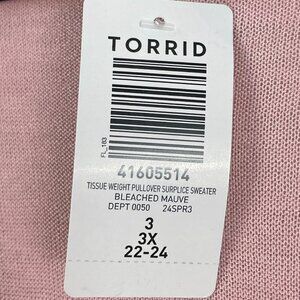 TORRID
FL_183
41605514
TISSUE WEIGHT PULLOVER SURPLICE SWEATER
BLEACHED MAUVE
DEPT 0050 24SPR3
3
3X
22-24